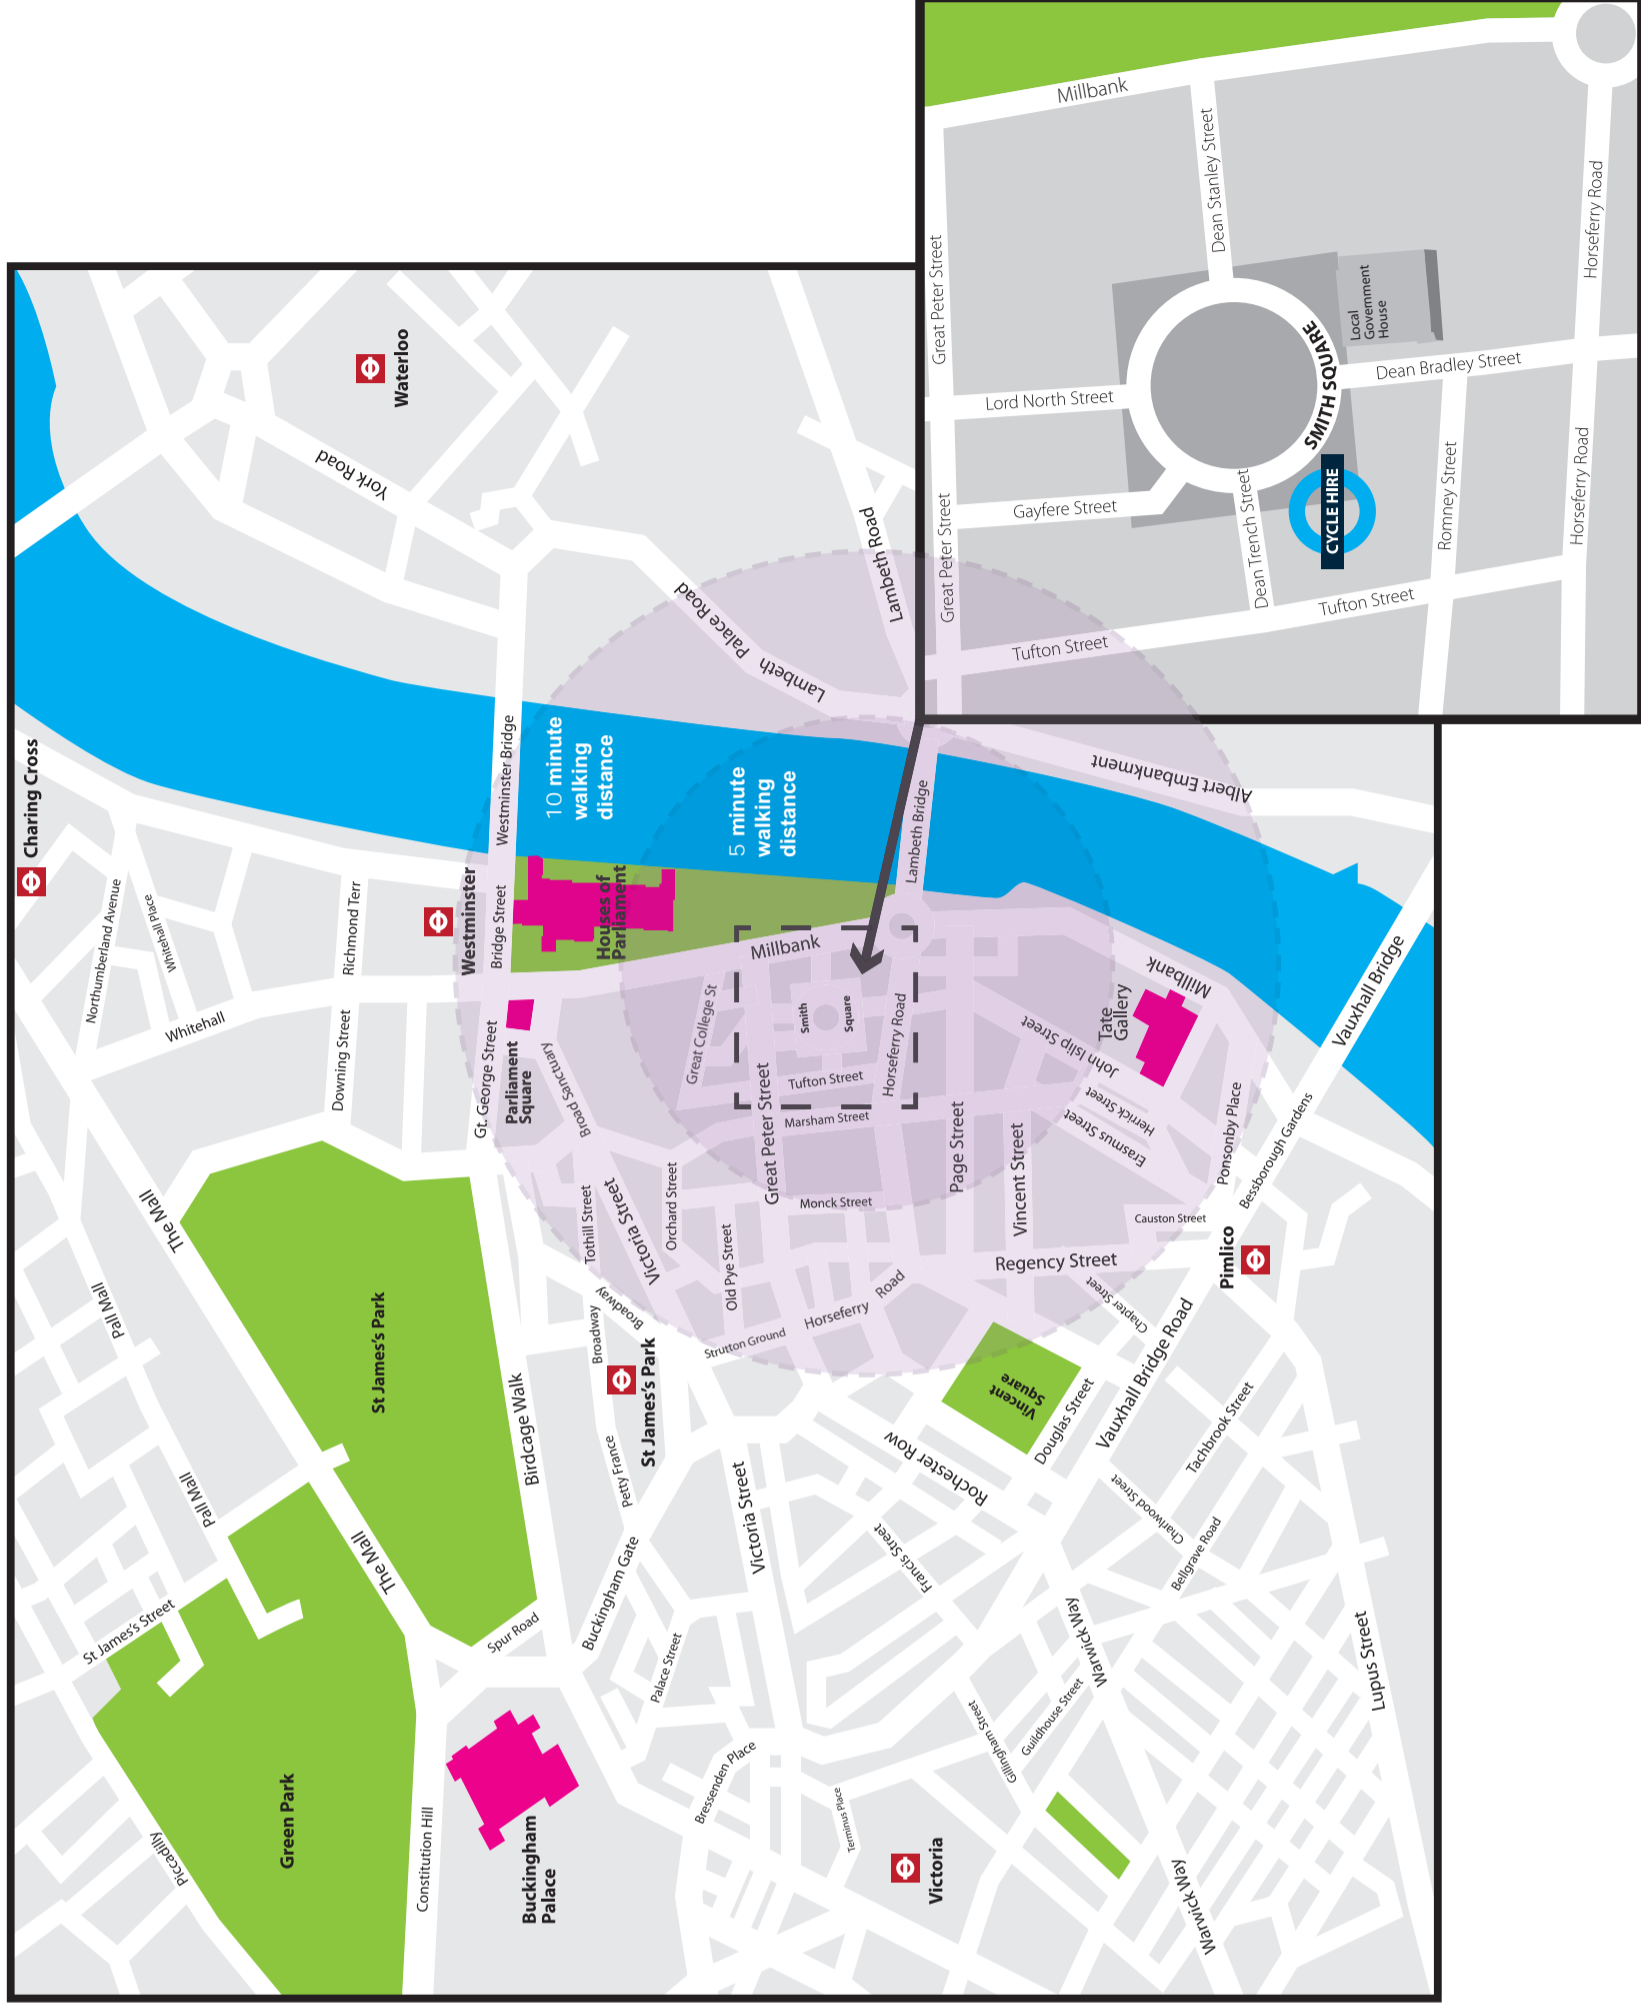 Millbank
Dean Stanley Street
Great Peter Street
Great Peter Street
Lord North Street
Gayfere Street
SMITH SQUARE
Local
Government
House
Dean Bradley Street
Horseferry Road
Horseferry Road
Romney Street
Dean Trench Street
CYCLE HIRE
Tufton Street
Tufton Street
Waterloo
York Road
Lambeth Road
Lambeth Palace Road
Albert Embankment
Charing Cross
Northumberland Avenue
Whitehall Place
Whitehall
Richmond Terr
Downing Street
Westminster
Westminster Bridge
Bridge Street
Gt. George Street
10 minute
walking
distance
5 minute
walking
distance
Houses of
Parliament
Parliament
Square
Broad Sanctuary
Lambeth Bridge
Millbank
Smith
Square
Great College St
Great Peter Street
Tufton Street
Marsham Street
Horseferry Road
Monck Street
Page Street
Vincent Street
John Islip Street
Herrick Street
Erasmus Street
Tate
Gallery
Millbank
Ponsonby Place
Vauxhall Bridge
Bessborough Gardens
Causton Street
Regency Street
Pimlico
Chapter Street
Tothill Street
Victoria Street
Orchard Street
Old Pye Street
Strutton Ground
Horseferry
Road
Broadway
Broadway
St James's Park
Petty France
Birdcage Walk
The Mall
Pall Mall
St James's Park
Pall Mall
The Mall
St James's Street
Spur Road
Buckingham Gate
Palace Street
Victoria Street
Vincent
Square
Rochester Row
Douglas Street
Vauxhall Bridge Road
Tachbrook Street
Charlwood Street
Bellgrave Road
Francis Street
Warwick Way
Guildhouse Street
Gillingham Street
Lupus Street
Warwick Way
Green Park
Piccadilly
Constitution Hill
Buckingham
Palace
Bressenden Place
Terminus Place
Victoria